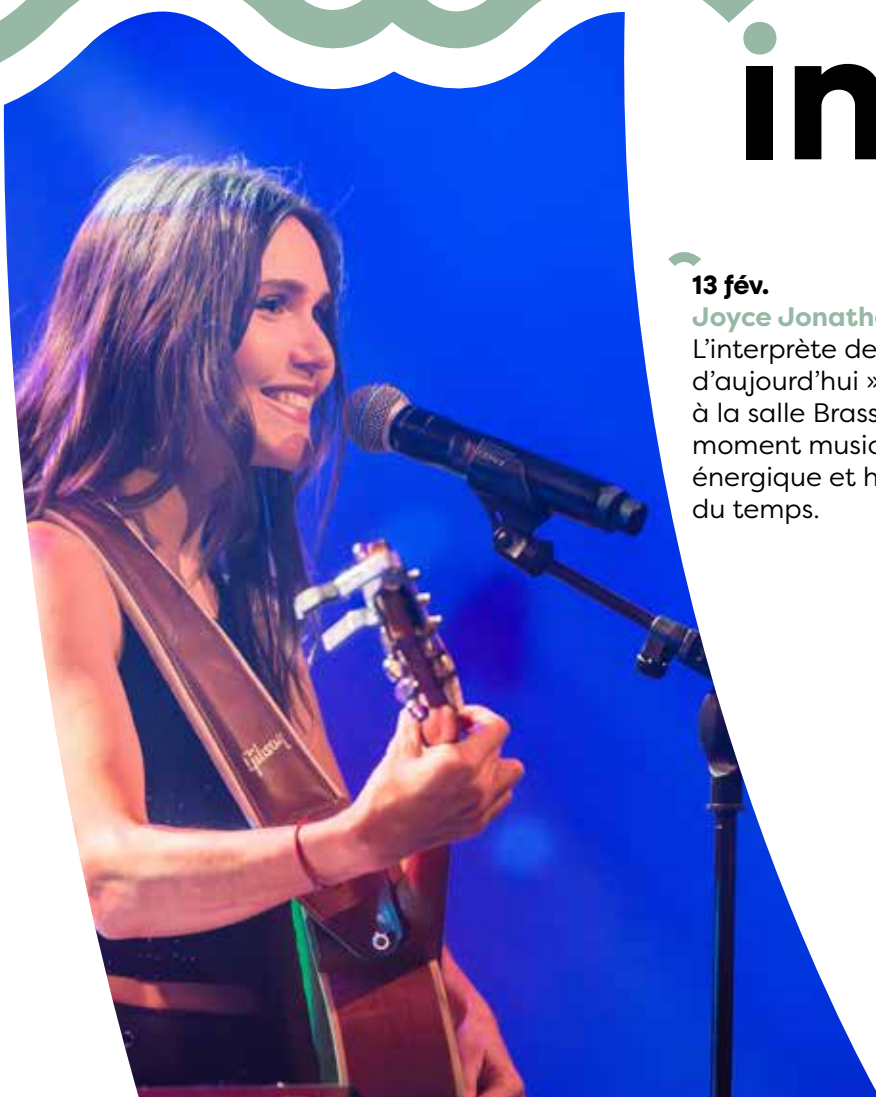 in
13 fév.
Joyce Jonath
L'interprète de
d'aujourd'hui »
à la salle Brass
moment music
énergique et h
du temps.
Gibson